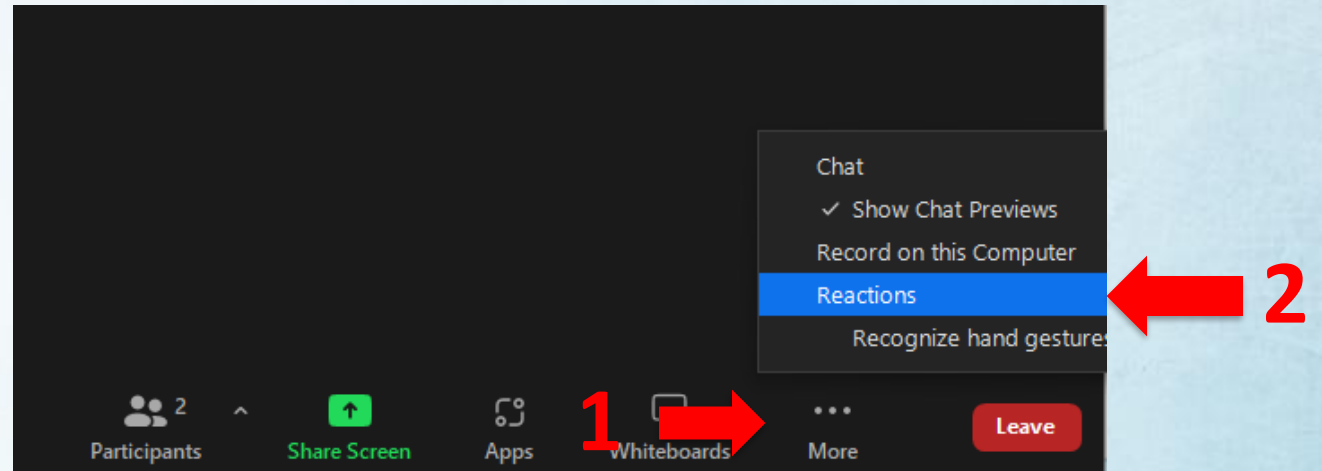 Chat
✓ Show Chat Previews
Record on this Computer
Reactions
2
Recognize hand gestures
2
1
Participants
Share Screen
Apps
Whiteboards
More
Leave